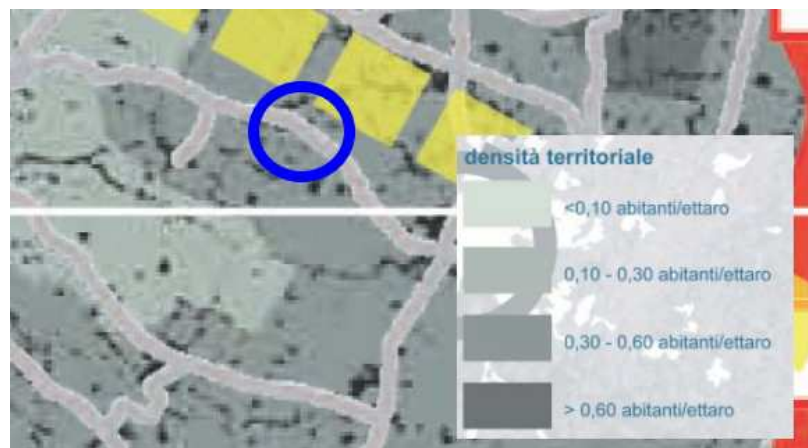 densità territoriale
<0,10 abitanti/ettaro
0,10 - 0,30 abitanti/ettaro
0,30 - 0,60 abitanti/ettaro
> 0,60 abitanti/ettaro